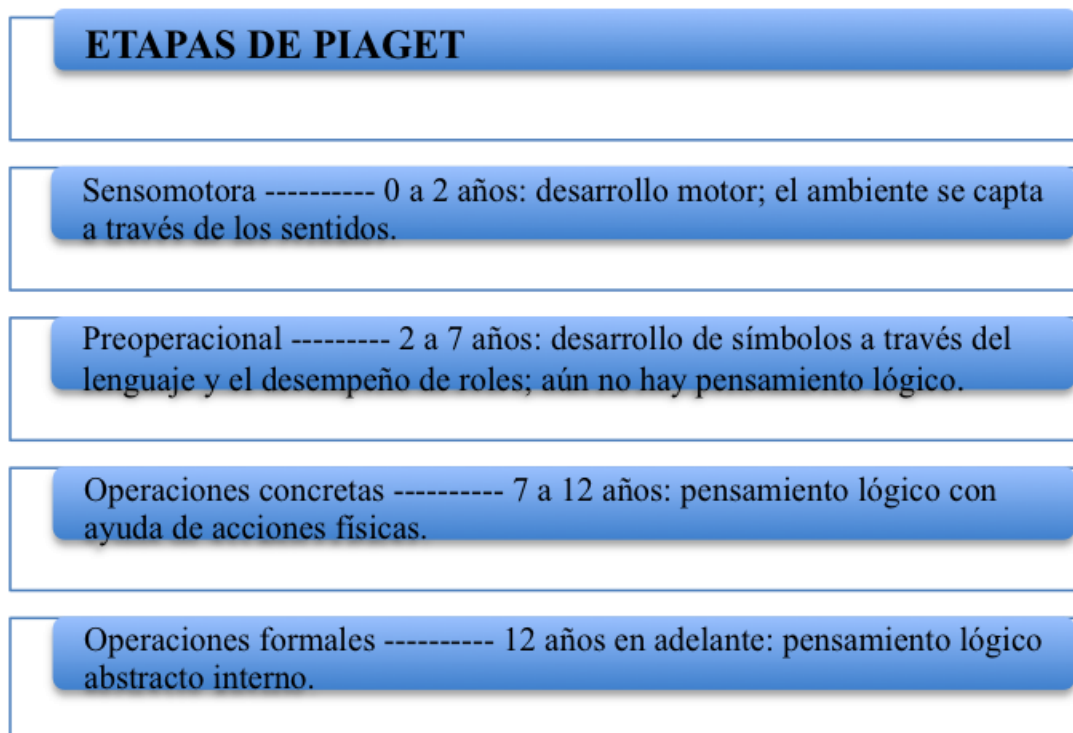 ETAPAS DE PIAGET
Sensomotora ---------- 0 a 2 años: desarrollo motor; el ambiente se capta
a través de los sentidos.
Preoperacional --------- 2 a 7 años: desarrollo de símbolos a través del
lenguaje y el desempeño de roles; aún no hay pensamiento lógico.
Operaciones concretas ---------- 7 a 12 años: pensamiento lógico con
ayuda de acciones físicas.
Operaciones formales ---------- 12 años en adelante: pensamiento lógico
abstracto interno.